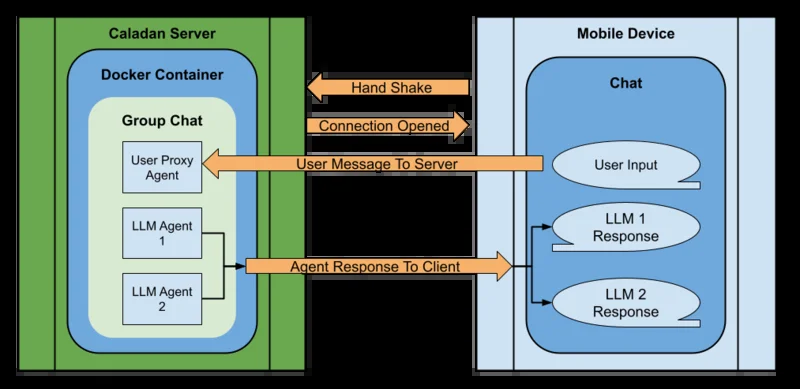 Caladan Server
Docker Container
Group Chat
User Proxy
Agent
LLM Agent
1
LLM Agent
2
Hand Shake
Connection Opened
User Message To Server
Agent Response To Client
Mobile Device
Chat
User Input
LLM 1
Response
LLM 2
Response